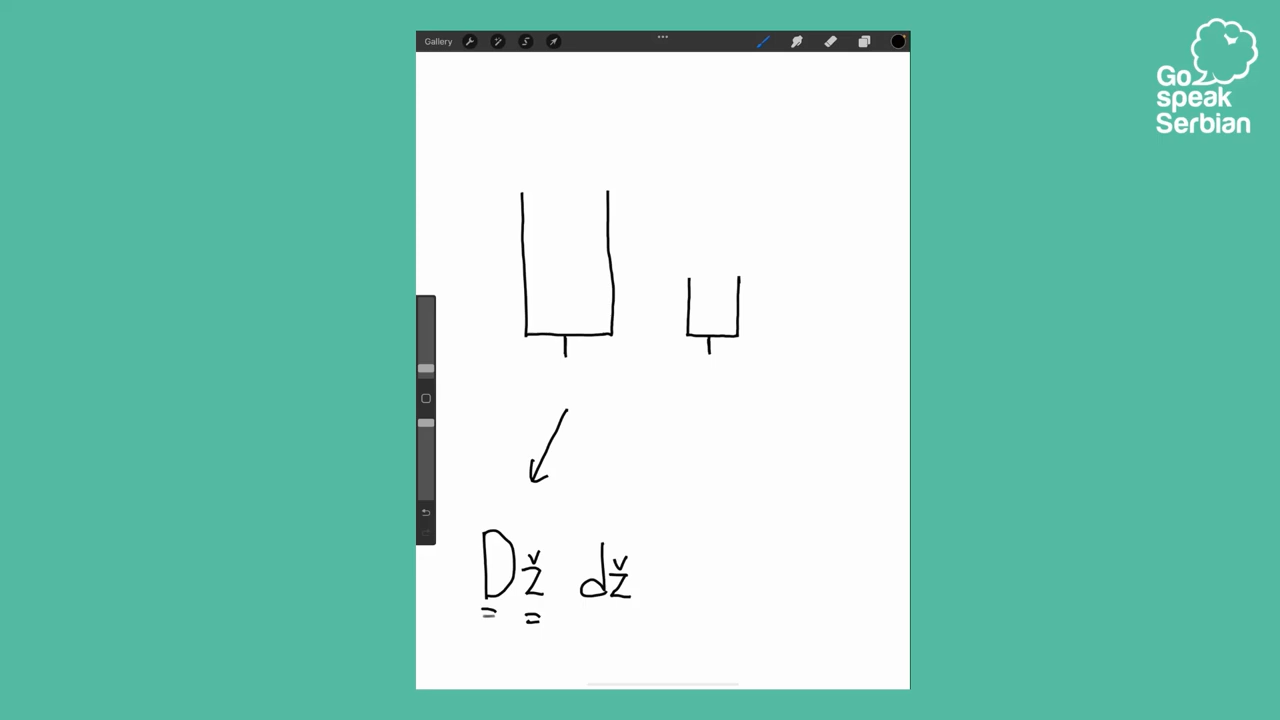 Gallery
Go
speak
Serbian
Џ џ
Dž dž